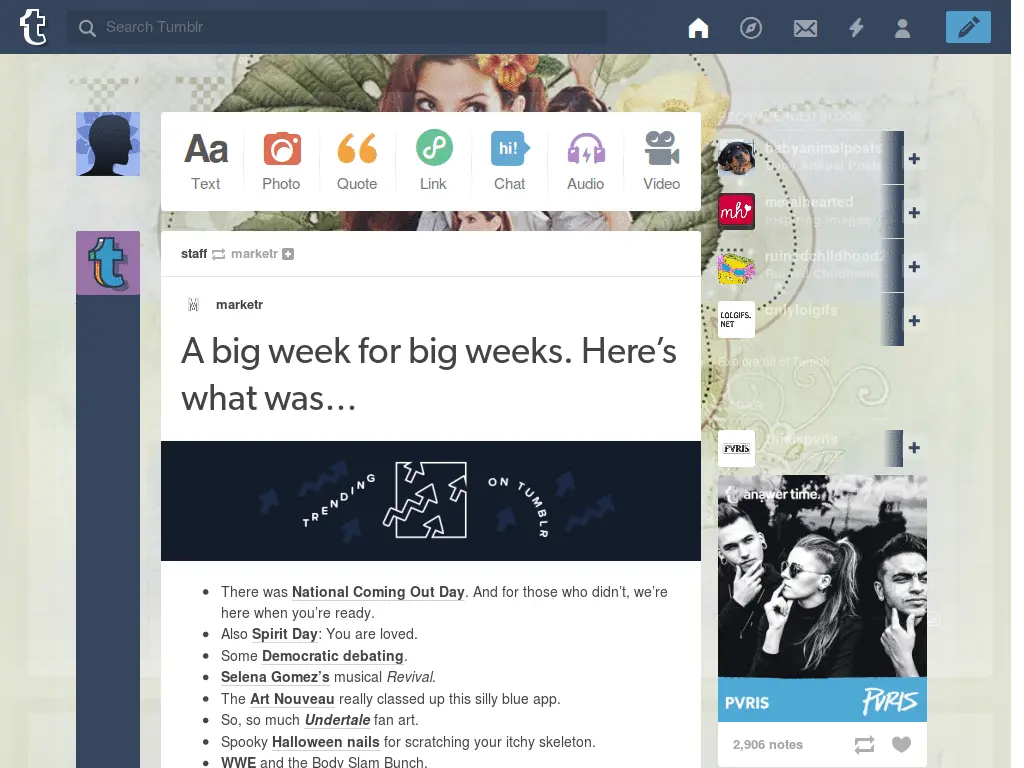 Search Tumblr
Aa
hi!
Text
Photo
Quote
Link
Chat
Audio
Video
staff marketr
marketr
A big week for big weeks. Here’s
what was…
TRENDING ON TUMBLR
There was National Coming Out Day. And for those who didn’t, we’re
here when you’re ready.
Also Spirit Day: You are loved.
Some Democratic debating.
Selena Gomez’s musical Revival.
The Art Nouveau really classed up this silly blue app.
So, so much Undertale fan art.
Spooky Halloween nails for scratching your itchy skeleton.
WWE and the Body Slam Bunch.
RECOMMENDED BLOGS
babyanimalposts
Baby Animal Posts
mh
metalhearted
ruinedchildhood2
Ruined Childhood
LOLGIFS.
NET
onlylolgifs
Explore all of Tumblr
RADAR
PVRIS
thisispvris
answer time.
PVRIS
PVRIS
2,906 notes